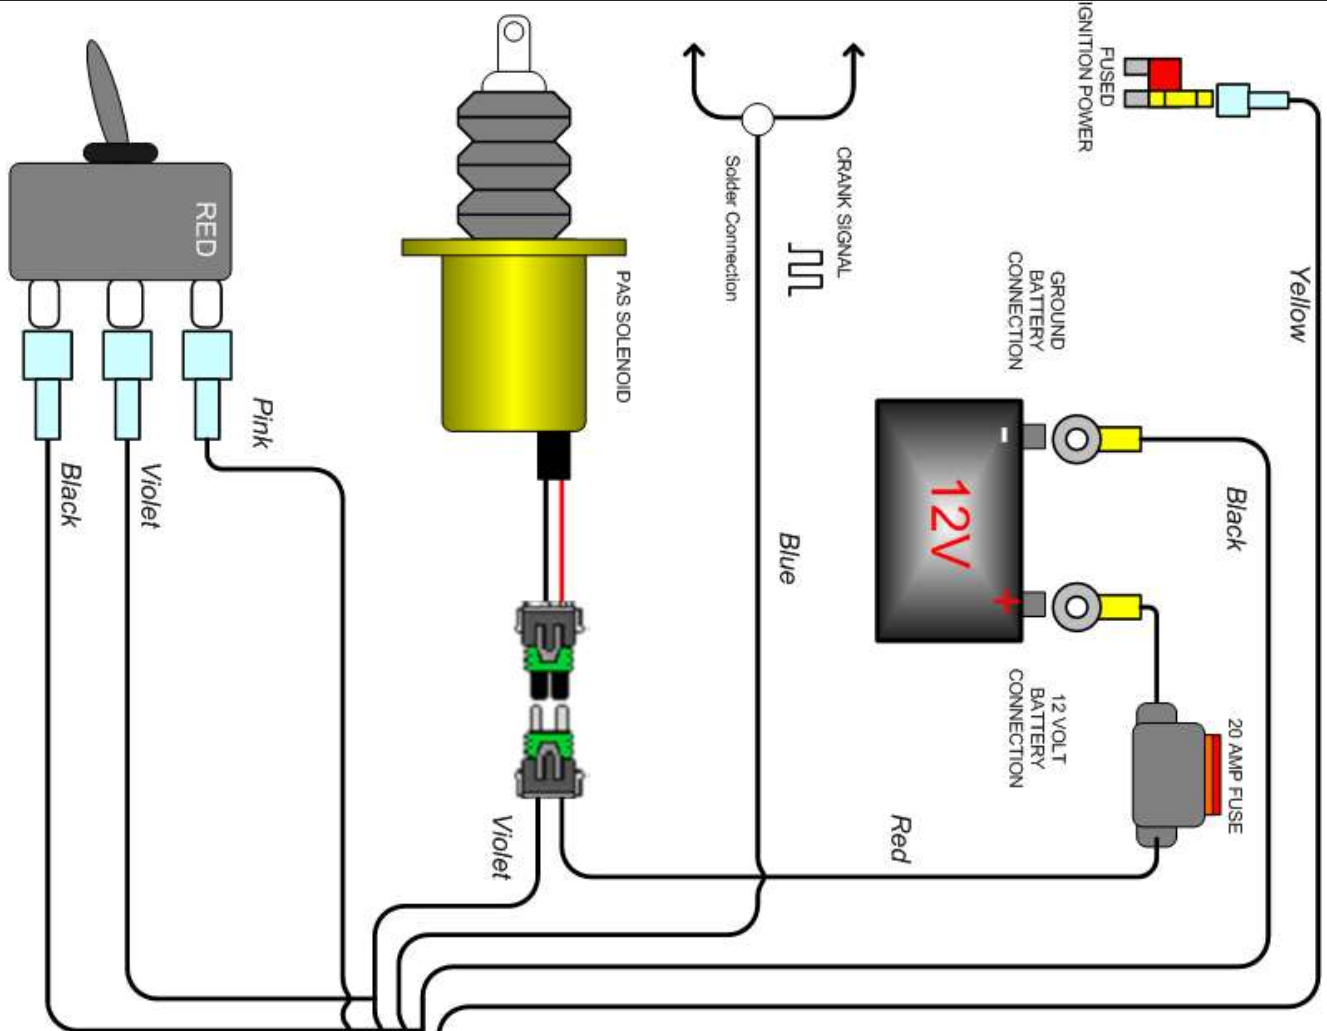 RED
Pink
Black
Violet
PAS SOLENOID
Violet
Solder Connection
CRANK SIGNAL
Blue
FUSED
IGNITION POWER
Yellow
GROUND
BATTERY
CONNECTION
-
12V
+
Black
12 VOLT
BATTERY
CONNECTION
20 AMP FUSE
Red